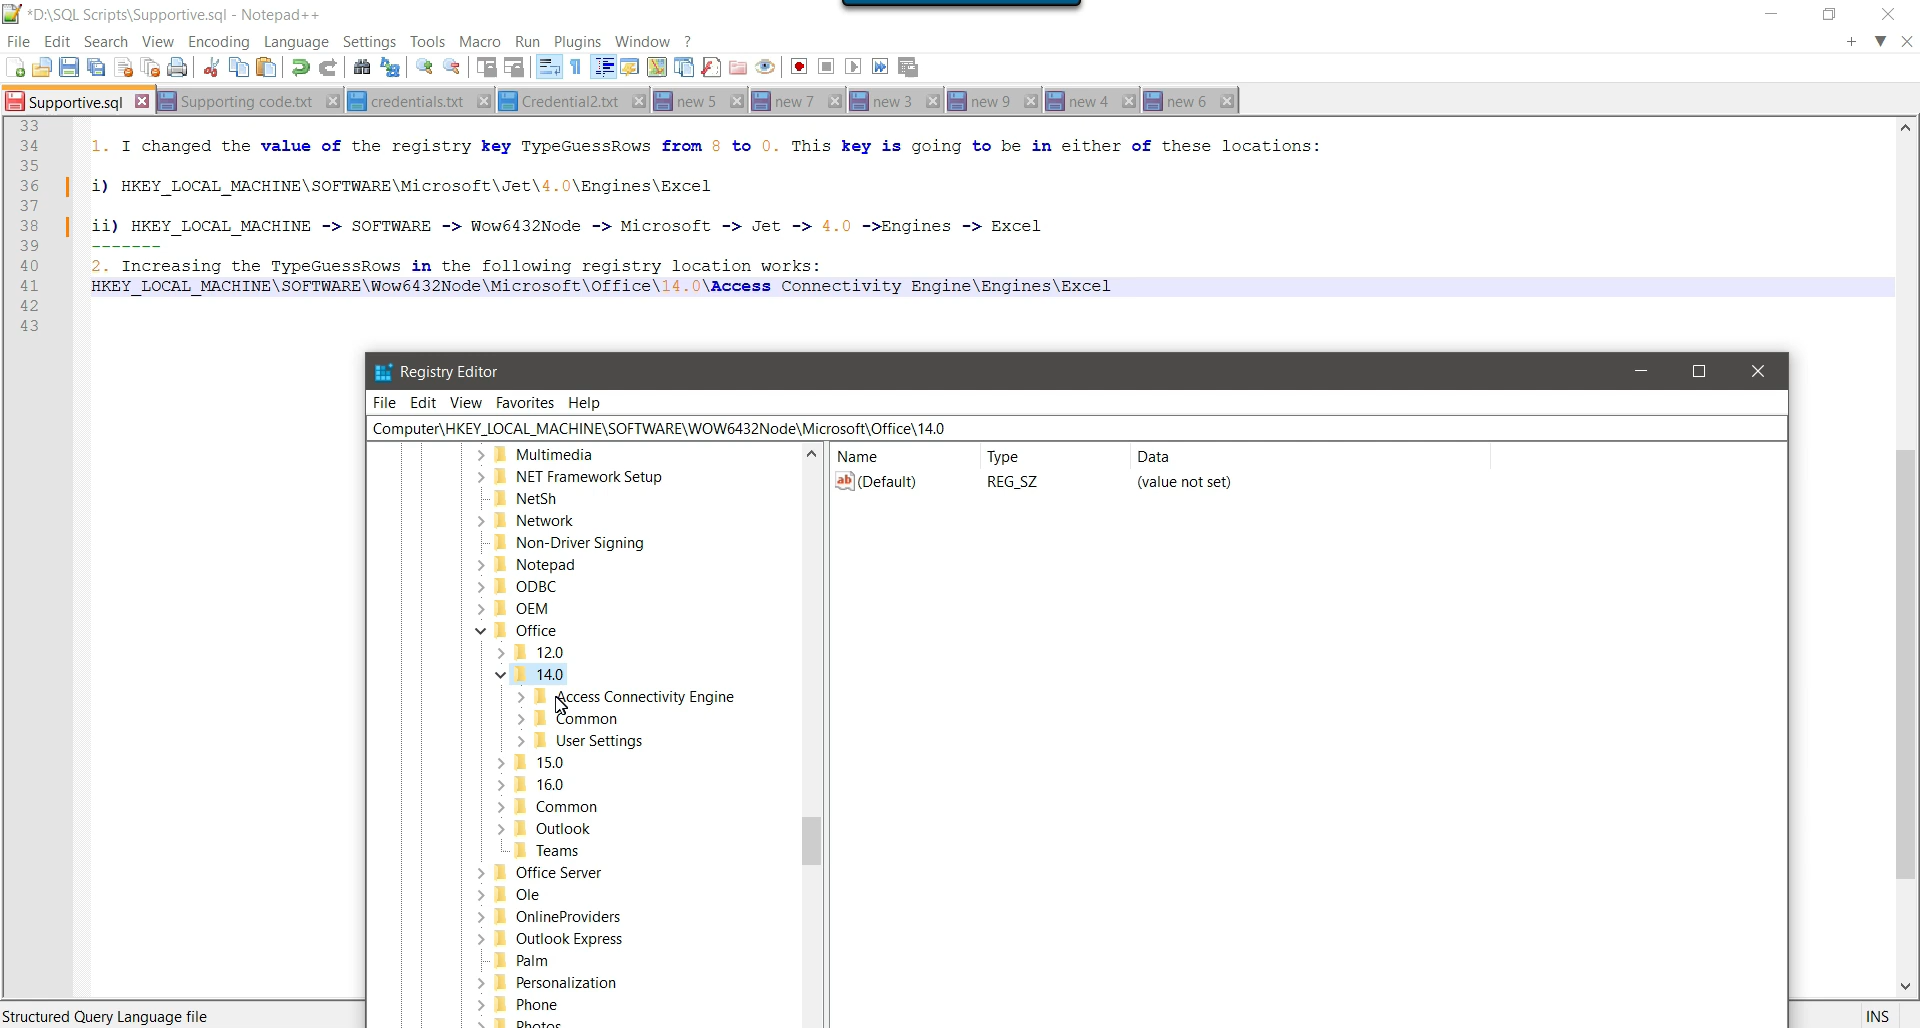 *D:\SQL Scripts\Supportive.sql - Notepad++
File Edit Search View Encoding Language Settings Tools Macro Run Plugins Window ?
Supportive.sql Supporting code.txt credentials.txt Credential2.txt new 5 new 7 new 3 new 9 new 4 new 6
33
34 1. I changed the value of the registry key TypeGuessRows from 8 to 0. This key is going to be in either of these locations:
35
36 i) HKEY_LOCAL_MACHINE\SOFTWARE\Microsoft\Jet\4.0\Engines\Excel
37
38 ii) HKEY_LOCAL_MACHINE -> SOFTWARE -> Wow6432Node -> Microsoft -> Jet -> 4.0 ->Engines -> Excel
39 -------
40 2. Increasing the TypeGuessRows in the following registry location works:
41 HKEY_LOCAL_MACHINE\SOFTWARE\Wow6432Node\Microsoft\Office\14.0\Access Connectivity Engine\Engines\Excel
42
43
Registry Editor
File Edit View Favorites Help
Computer\HKEY_LOCAL_MACHINE\SOFTWARE\WOW6432Node\Microsoft\Office\14.0
Name Type Data
ab (Default) REG_SZ (value not set)
Multimedia
NET Framework Setup
NetSh
Network
Non-Driver Signing
Notepad
ODBC
OEM
Office
12.0
14.0
Access Connectivity Engine
Common
User Settings
15.0
16.0
Common
Outlook
Teams
Office Server
Ole
OnlineProviders
Outlook Express
Palm
Personalization
Phone
Photos
Structured Query Language file INS